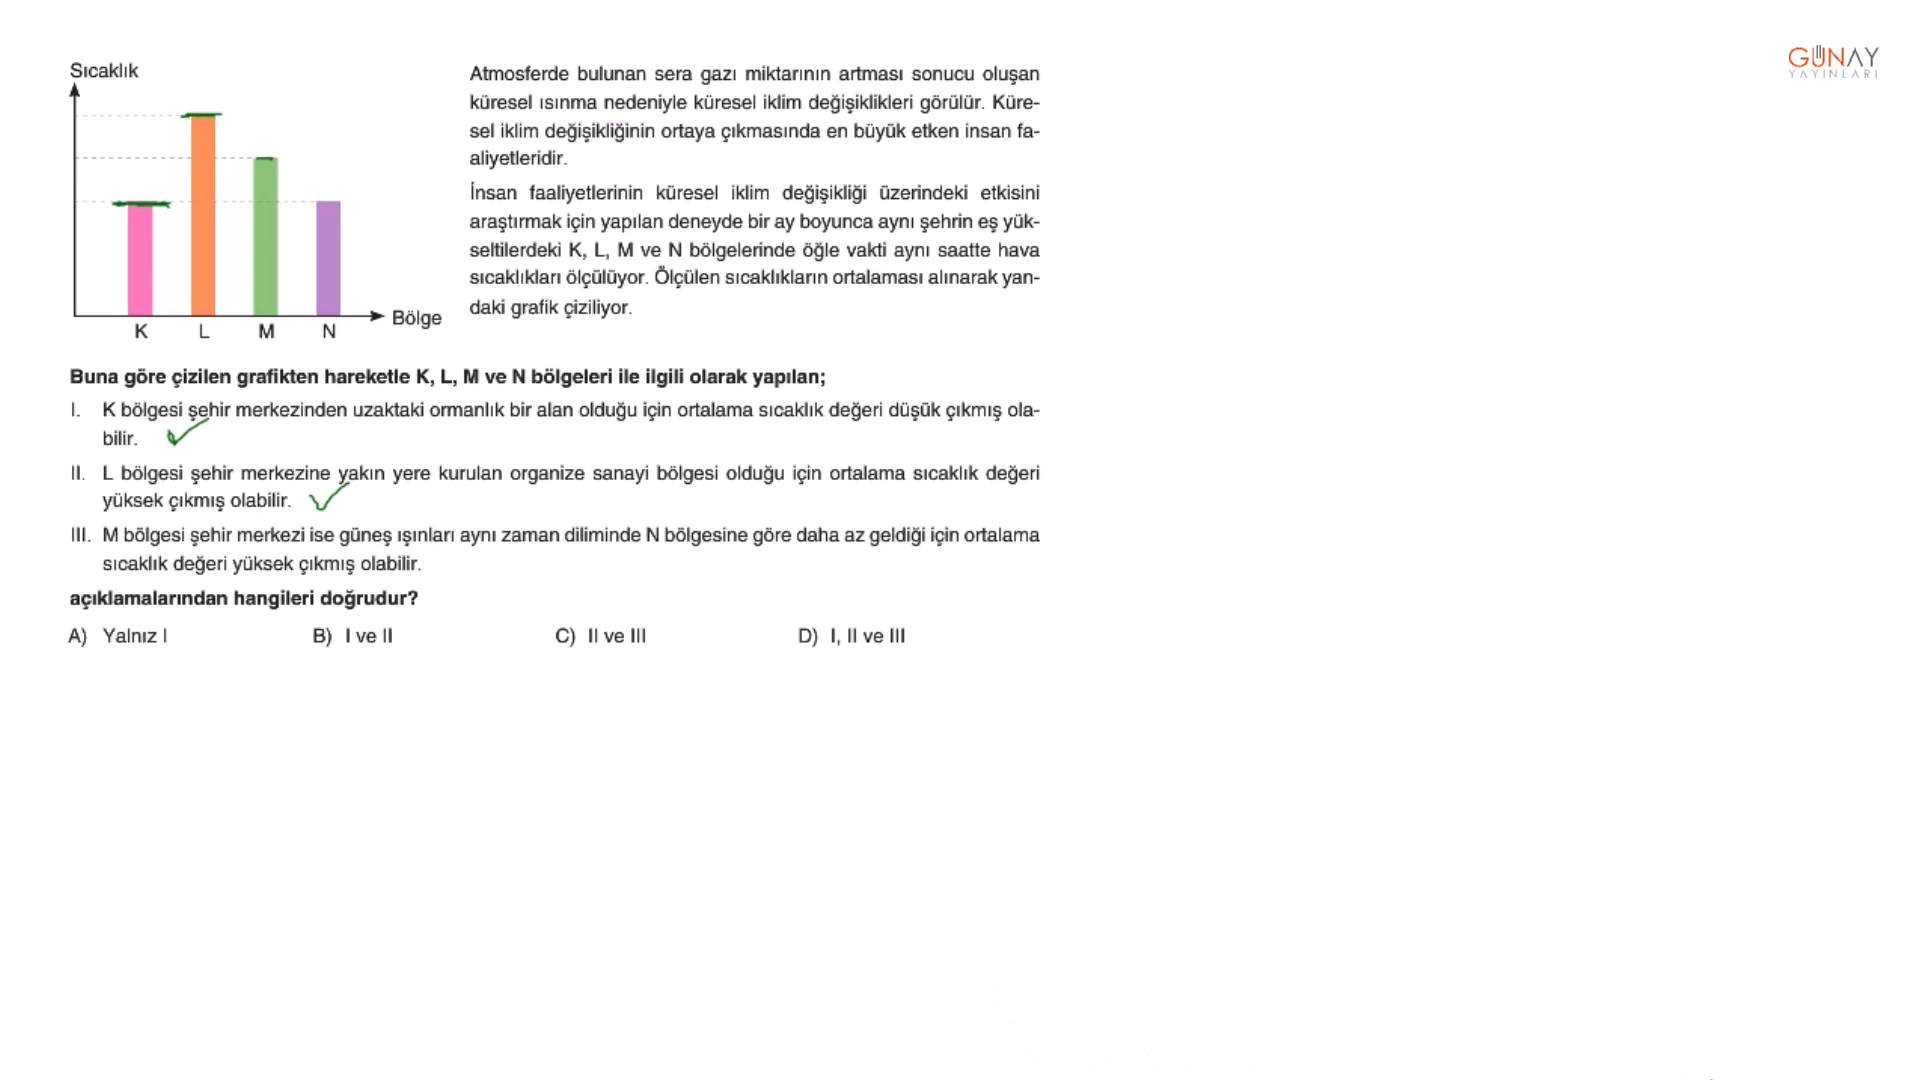 GÜNAY
YAYINLARI
Sıcaklık
K L M N
Bölge
Atmosferde bulunan sera gazı miktarının artması sonucu oluşan
küresel ısınma nedeniyle küresel iklim değişiklikleri görülür. Küre-
sel iklim değişikliğinin ortaya çıkmasında en büyük etken insan fa-
aliyetleridir.
İnsan faaliyetlerinin küresel iklim değişikliği üzerindeki etkisini
araştırmak için yapılan deneyde bir ay boyunca aynı şehrin eş yük-
seltilerdeki K, L, M ve N bölgelerinde öğle vakti aynı saatte hava
sıcaklıkları ölçülüyor. Ölçülen sıcaklıkların ortalaması alınarak yan-
daki grafik çiziliyor.
Buna göre çizilen grafikten hareketle K, L, M ve N bölgeleri ile ilgili olarak yapılan;
I. K bölgesi şehir merkezinden uzaktaki ormanlık bir alan olduğu için ortalama sıcaklık değeri düşük çıkmış ola-
bilir.
II. L bölgesi şehir merkezine yakın yere kurulan organize sanayi bölgesi olduğu için ortalama sıcaklık değeri
yüksek çıkmış olabilir.
III. M bölgesi şehir merkezi ise güneş ışınları aynı zaman diliminde N bölgesine göre daha az geldiği için ortalama
sıcaklık değeri yüksek çıkmış olabilir.
açıklamalarından hangileri doğrudur?
A) Yalnız I B) I ve II C) II ve III D) I, II ve III